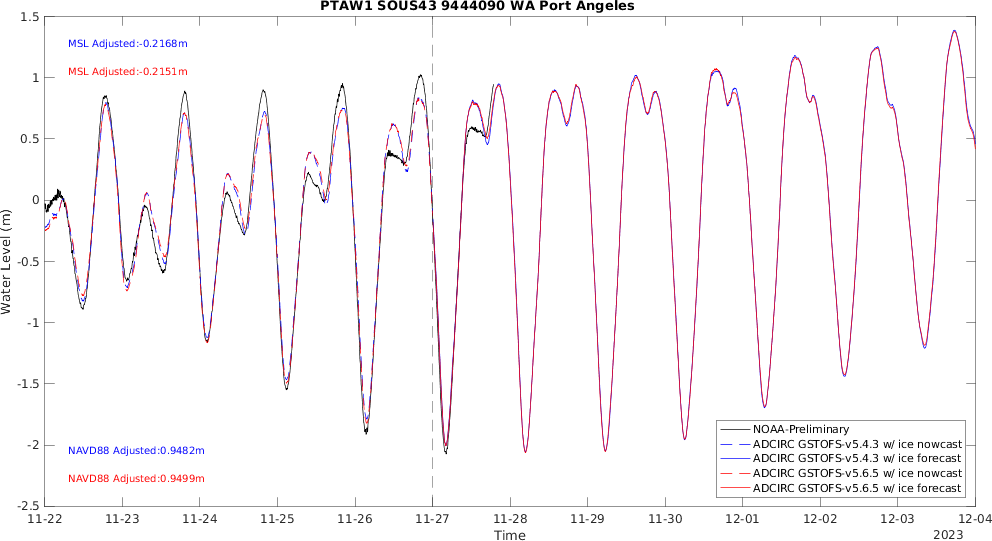 PTAW1 SOUS43 9444090 WA Port Angeles
1.5
MSL Adjusted:-0.2168m
MSL Adjusted:-0.2151m
1
0.5
0
Water Level (m)
-0.5
-1
-1.5
-2
-2.5
NAVD88 Adjusted:0.9482m
NAVD88 Adjusted:0.9499m
NOAA-Preliminary
ADCIRC GSTOFS-v5.4.3 w/ ice nowcast
ADCIRC GSTOFS-v5.4.3 w/ ice forecast
ADCIRC GSTOFS-v5.6.5 w/ ice nowcast
ADCIRC GSTOFS-v5.6.5 w/ ice forecast
11-22 11-23 11-24 11-25 11-26 11-27 11-28 11-29 11-30 12-01 12-02 12-03 12-04
Time
2023